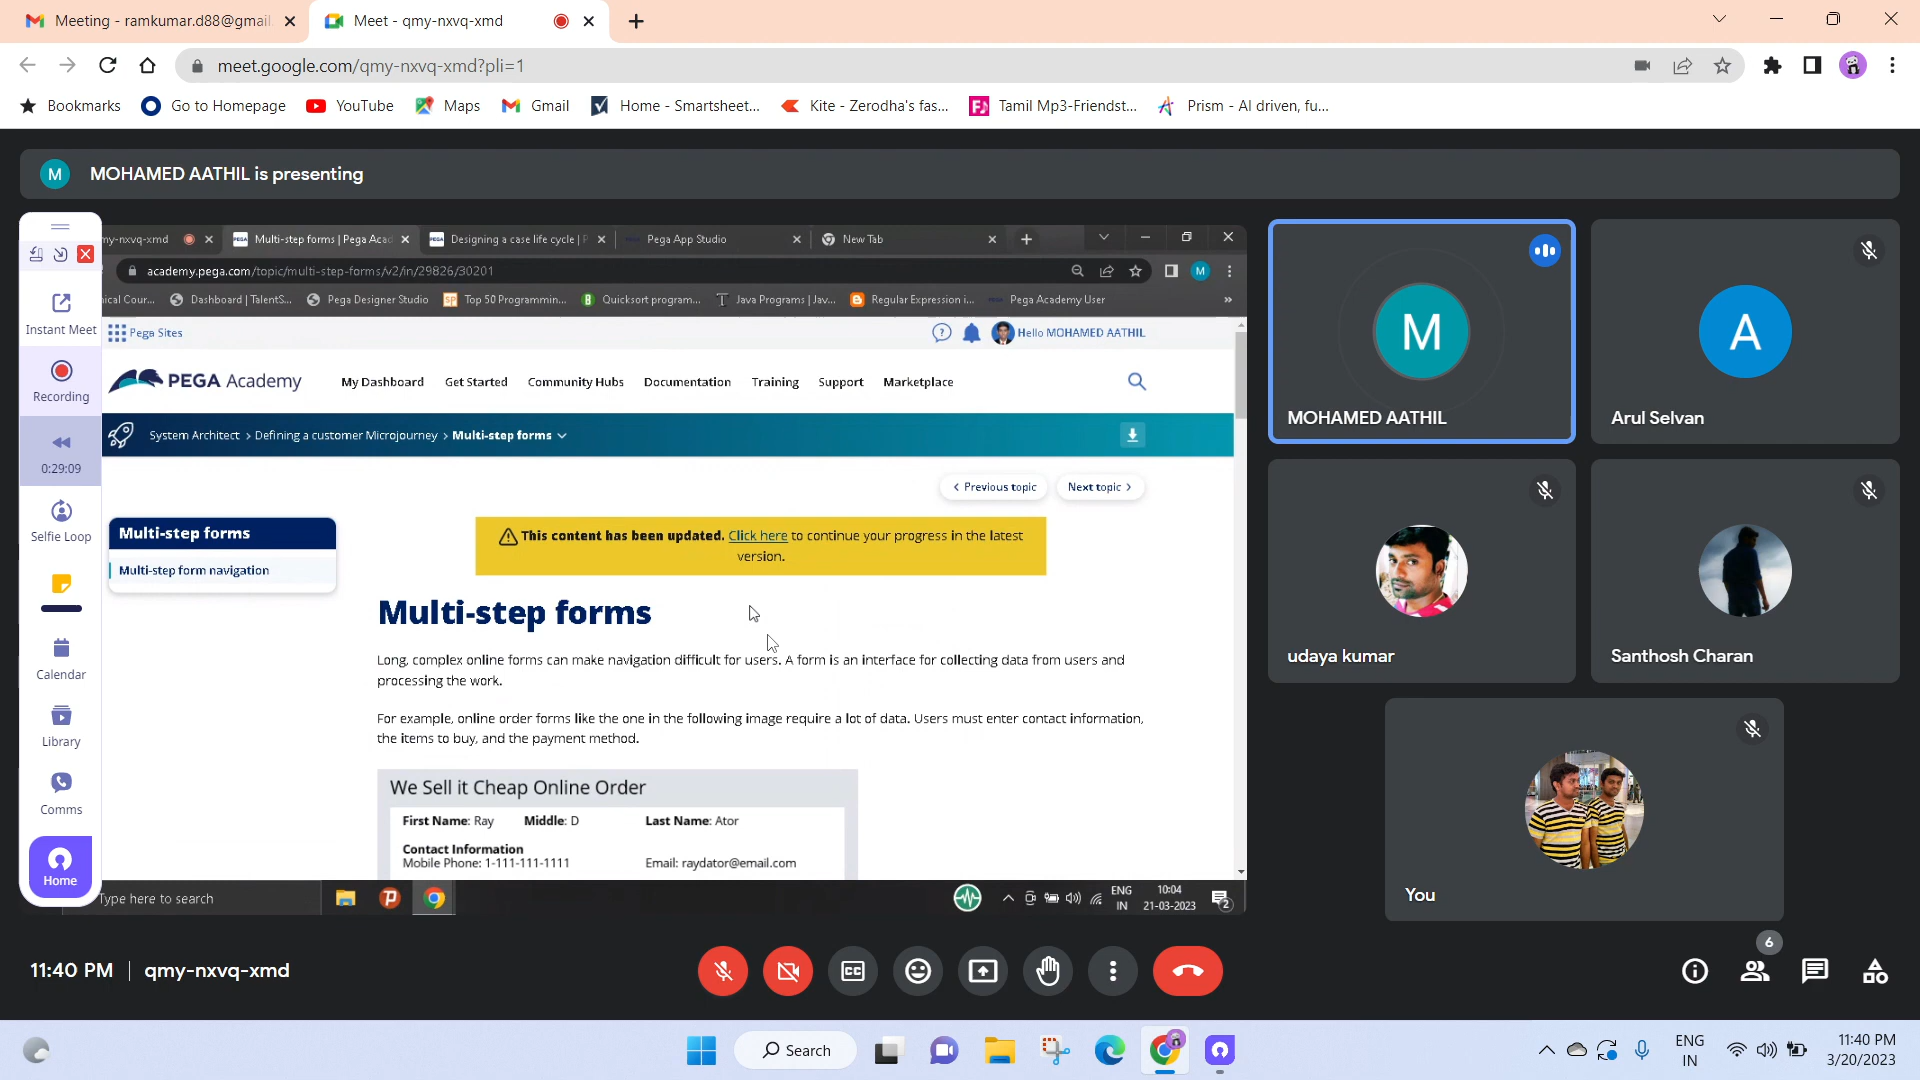 Meeting - ramkumar.d88@gmail
Meet - qmy-nxvq-xmd
meet.google.com/qmy-nxvq-xmd?pli=1
Bookmarks
Go to Homepage
YouTube
Maps
Gmail
Home - Smartsheet...
Kite - Zerodha's fas...
Tamil Mp3-Friendst...
Prism - AI driven, fu...
M
MOHAMED AATHIL is presenting
my-nxvq-xmd
Multi-step forms | Pega Acad
Designing a case life cycle | P
Pega App Studio
New Tab
academy.pega.com/topic/multi-step-forms/v2/in/29826/30201
M
ical Cour...
Dashboard | TalentS...
Pega Designer Studio
Top 50 Programmin...
Quicksort program...
Java Programs | Jav...
Regular Expression i...
Pega Academy User
»
Pega Sites
Hello MOHAMED AATHIL
PEGA Academy
My Dashboard
Get Started
Community Hubs
Documentation
Training
Support
Marketplace
System Architect > Defining a customer Microjourney > Multi-step forms
< Previous topic
Next topic >
Multi-step forms
Multi-step form navigation
This content has been updated. Click here to continue your progress in the latest
version.
Multi-step forms
Long, complex online forms can make navigation difficult for users. A form is an interface for collecting data from users and
processing the work.
For example, online order forms like the one in the following image require a lot of data. Users must enter contact information,
the items to buy, and the payment method.
We Sell it Cheap Online Order
First Name: Ray
Middle: D
Last Name: Ator
Contact Information
Mobile Phone: 1-111-111-1111
Email: raydator@email.com
Type here to search
ENG
IN
10:04
21-03-2023
2
Instant Meet
Recording
0:29:09
Selfie Loop
Calendar
Library
Comms
Home
M
MOHAMED AATHIL
A
Arul Selvan
udaya kumar
Santhosh Charan
You
11:40 PM | qmy-nxvq-xmd
6
Search
ENG
IN
11:40 PM
3/20/2023